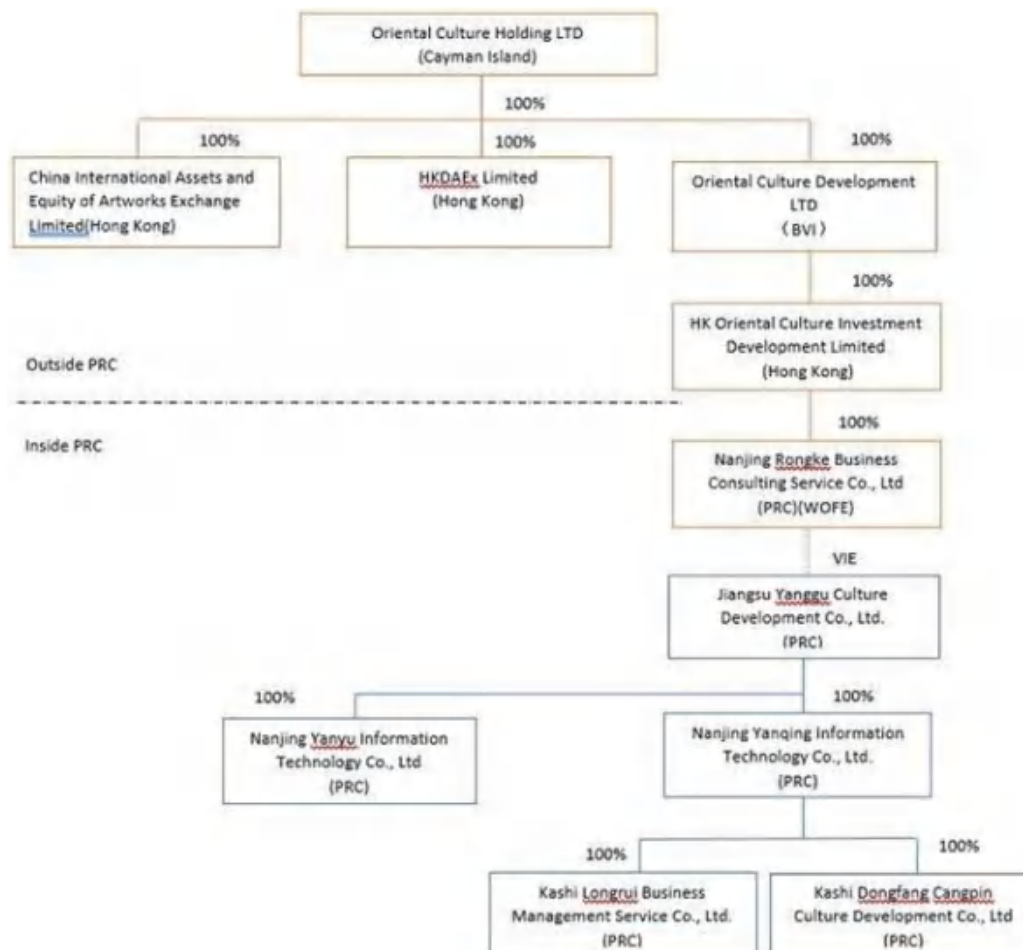 Oriental Culture Holding LTD
(Cayman Island)
100%
100%
100%
100%
China International Assets and
Equity of Artworks Exchange
Limited(Hong Kong)
HKDAEx Limited
(Hong Kong)
Oriental Culture Development
LTD
(BVI)
100%
HK Oriental Culture Investment
Development Limited
(Hong Kong)
Outside PRC
Inside PRC
100%
Nanjing Rongke Business
Consulting Service Co., Ltd
(PRC)(WOFE)
VIE
Jiangsu Yanggu Culture
Development Co., Ltd.
(PRC)
100%
100%
Nanjing Yanyu Information
Technology Co., Ltd
(PRC)
Nanjing Yanqing Information
Technology Co., Ltd.
(PRC)
100%
100%
Kashi Longrui Business
Management Service Co., Ltd.
(PRC)
Kashi Dongfang Cangpin
Culture Development Co., Ltd
(PRC)